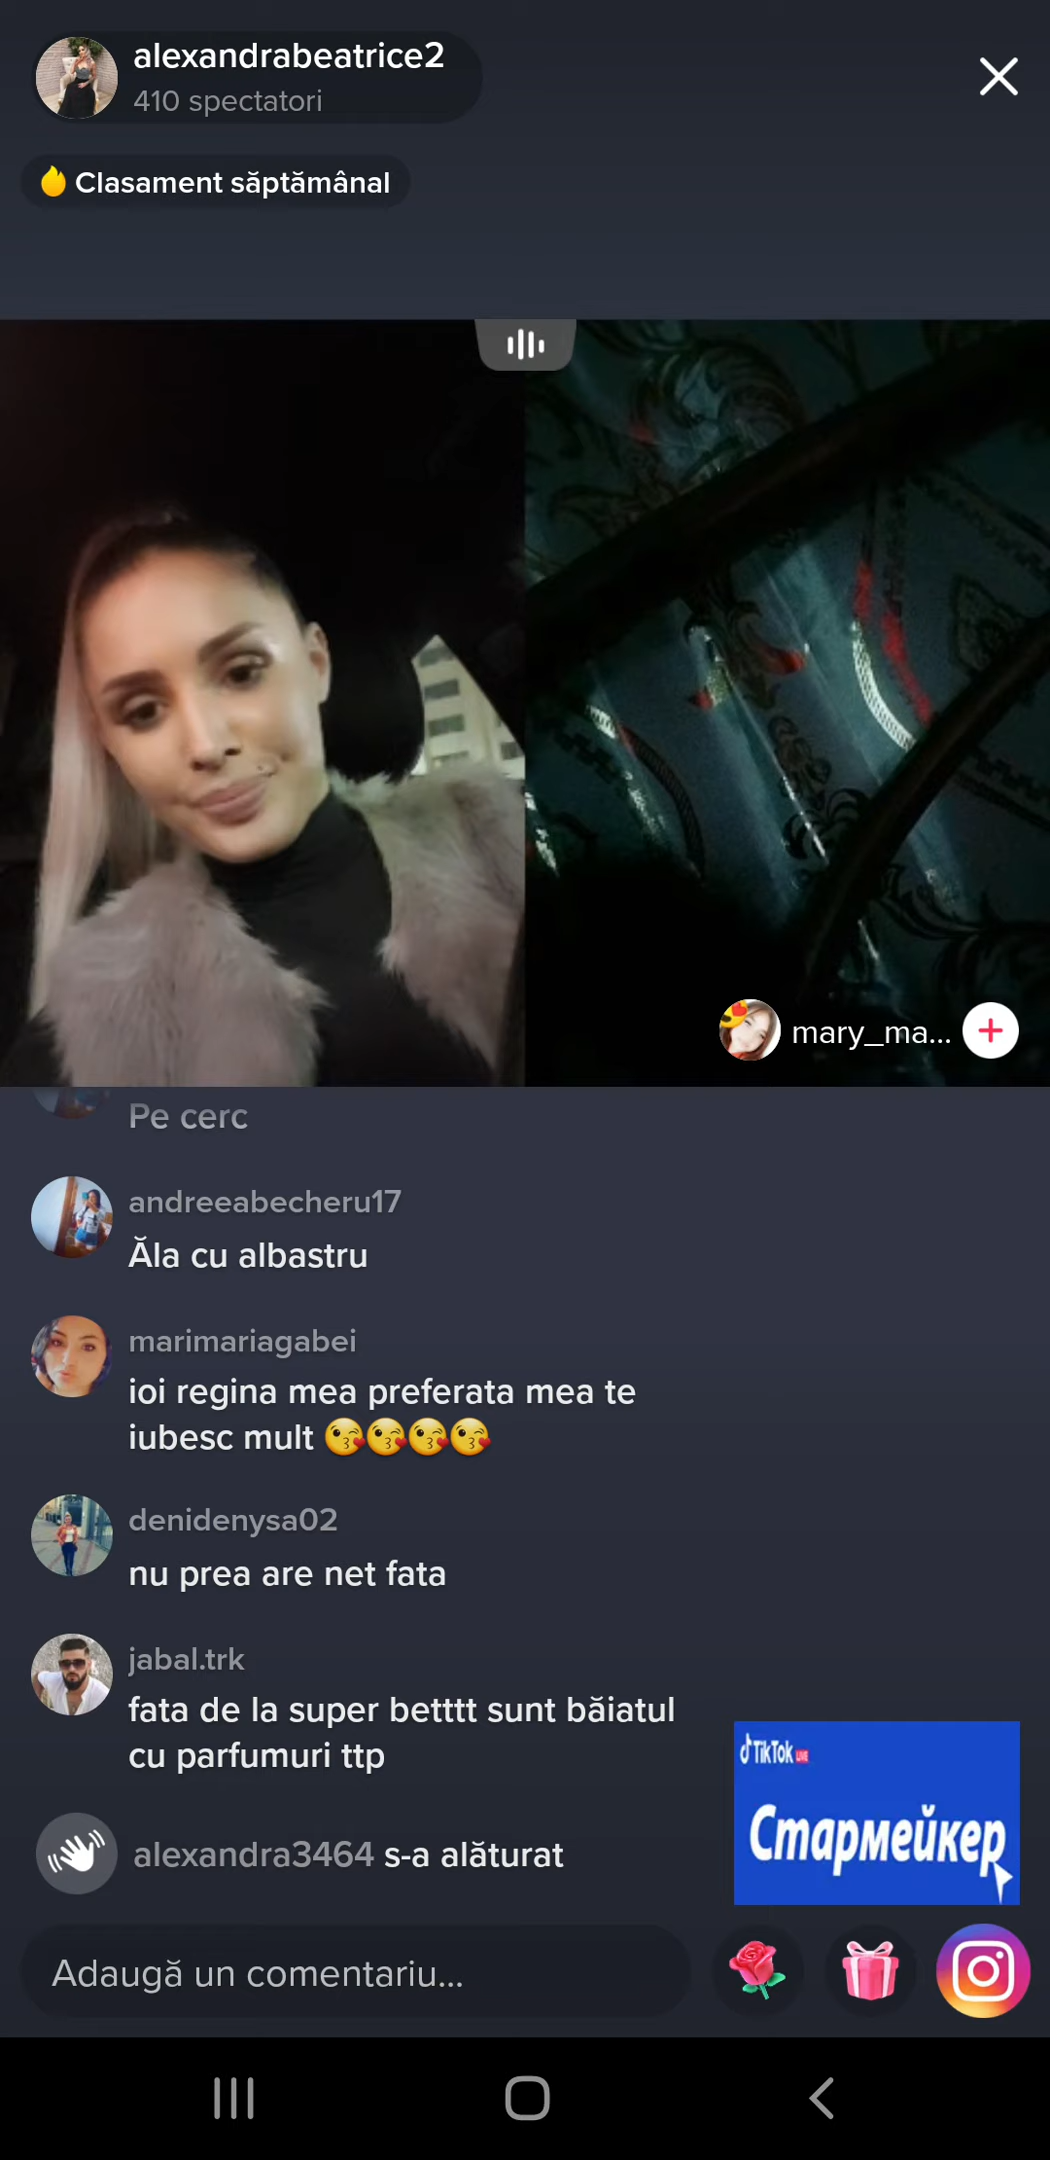 alexandrabeatrice2
410 spectatori
Clasament săptămânal
mary_ma...
Pe cerc
andreeabecheru17
Ăla cu albastru
marimariagabei
ioi regina mea preferata mea te
iubesc mult 😘😘😘😘
denidenysa02
nu prea are net fata
jabal.trk
fata de la super betttt sunt băiatul
cu parfumuri ttp
TikTok LIVE
Стармейкер
alexandra3464 s-a alăturat
Adaugă un comentariu...